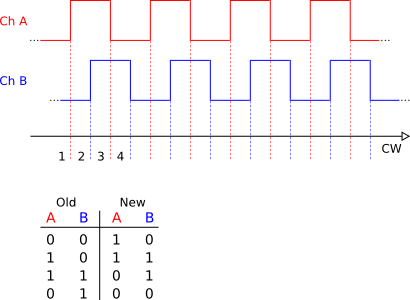 Ch A
Ch B
CW
1 2 3 4
Old New
A B A B
0 0 1 0
1 0 1 1
1 1 0 1
0 1 0 0